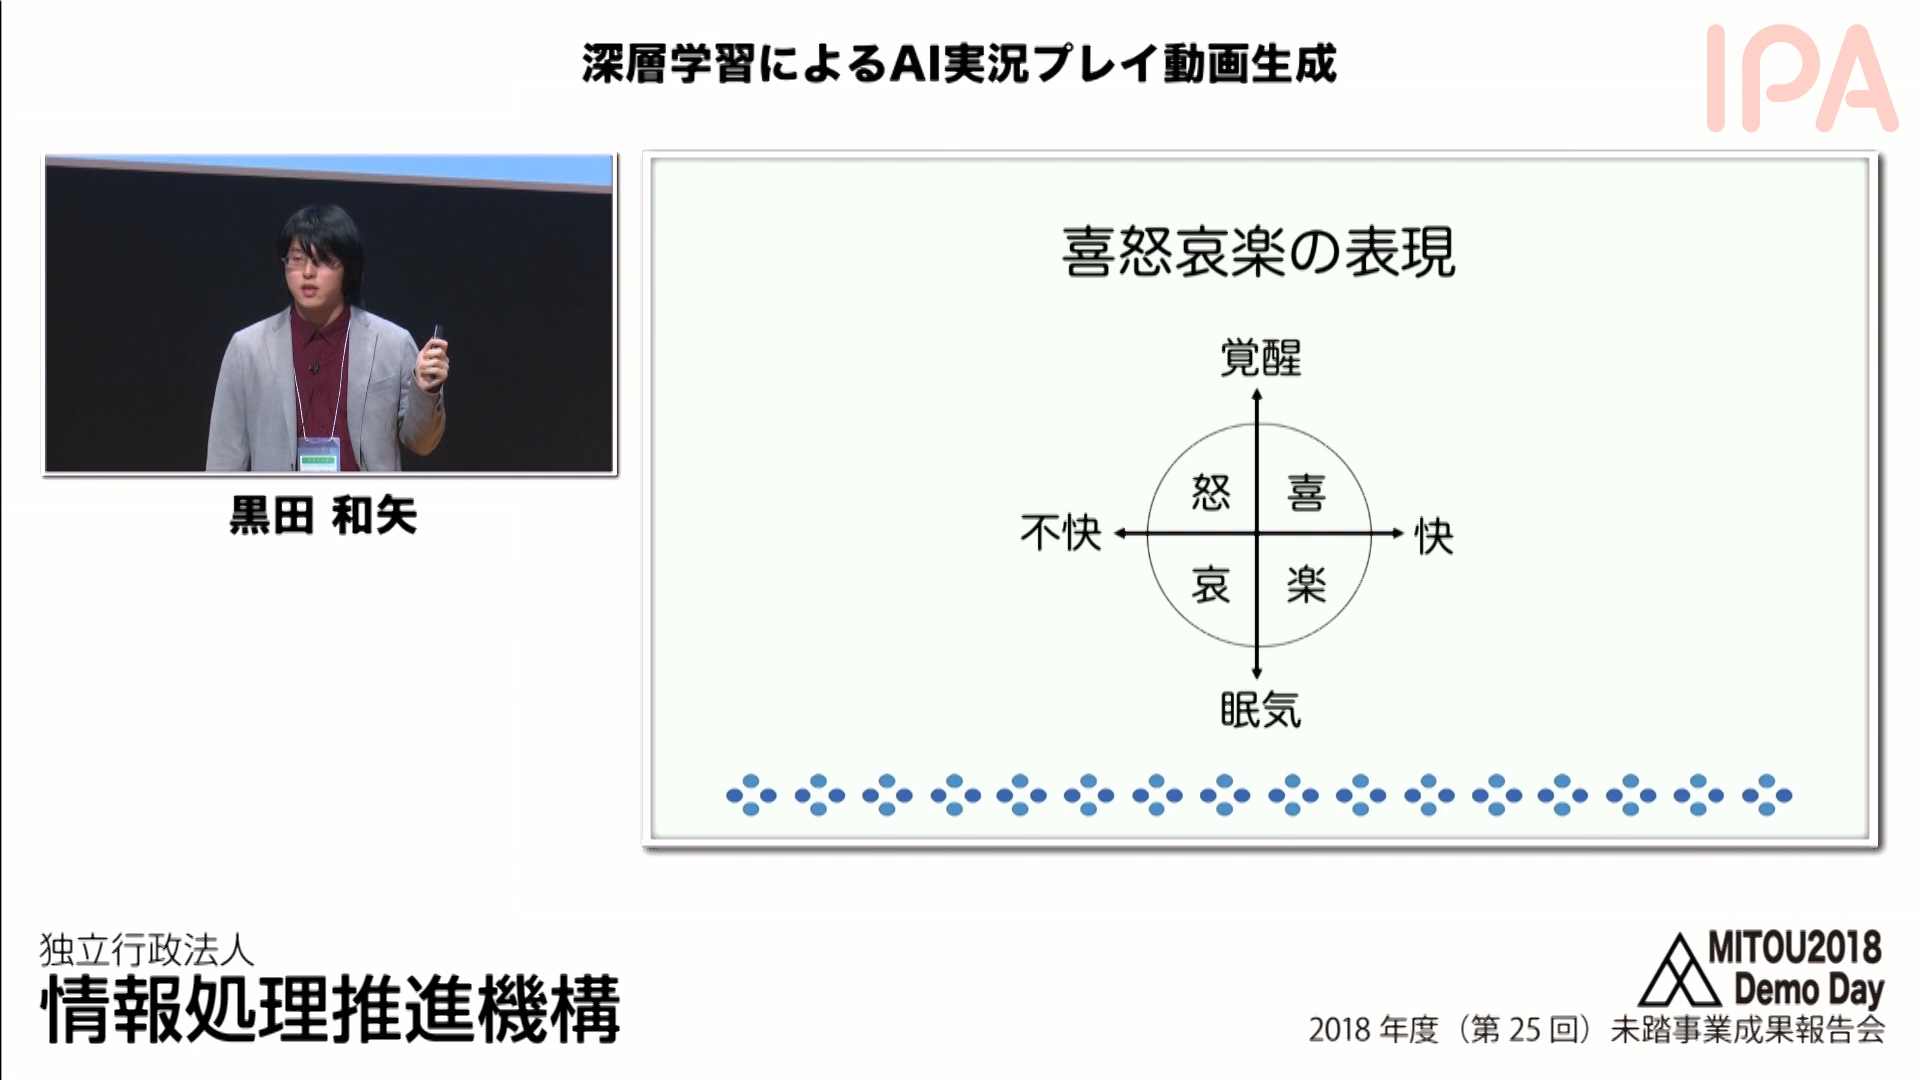 深層学習によるAI実況プレイ動画生成
IPA
黒田 和矢
喜怒哀楽の表現
覚醒
怒 喜
不快 快
哀 楽
眠気
独立行政法人
情報処理推進機構
MITOU2018
Demo Day
2018 年度（第 25 回）未踏事業成果報告会